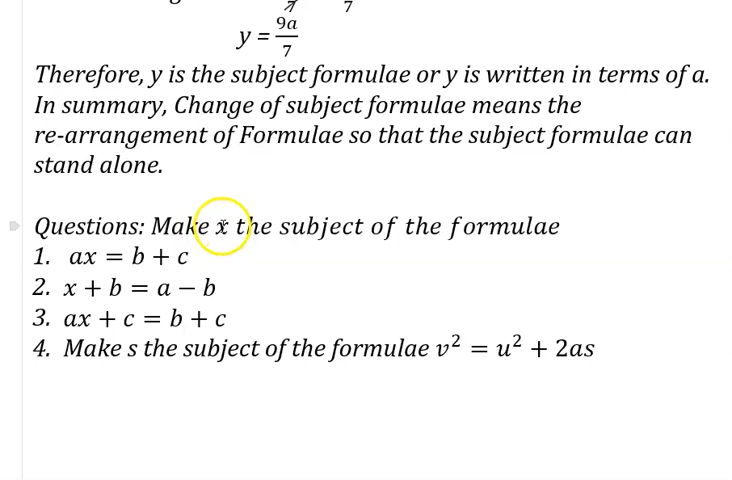 7 7
y = 9a/7
Therefore, y is the subject formulae or y is written in terms of a.
In summary, Change of subject formulae means the
re-arrangement of Formulae so that the subject formulae can
stand alone.
Questions: Make x the subject of the formulae
1. ax = b + c
2. x + b = a − b
3. ax + c = b + c
4. Make s the subject of the formulae v² = u² + 2as